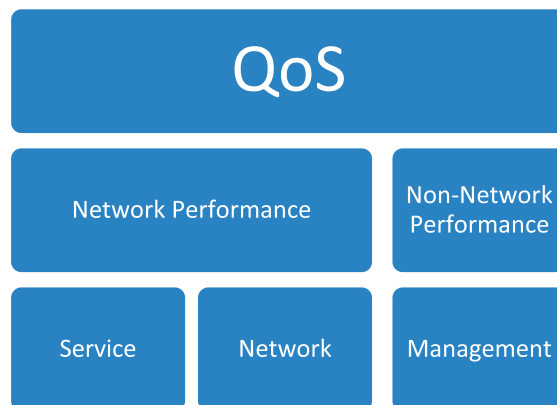 QoS
Network Performance
Non-Network
Performance
Service
Network
Management